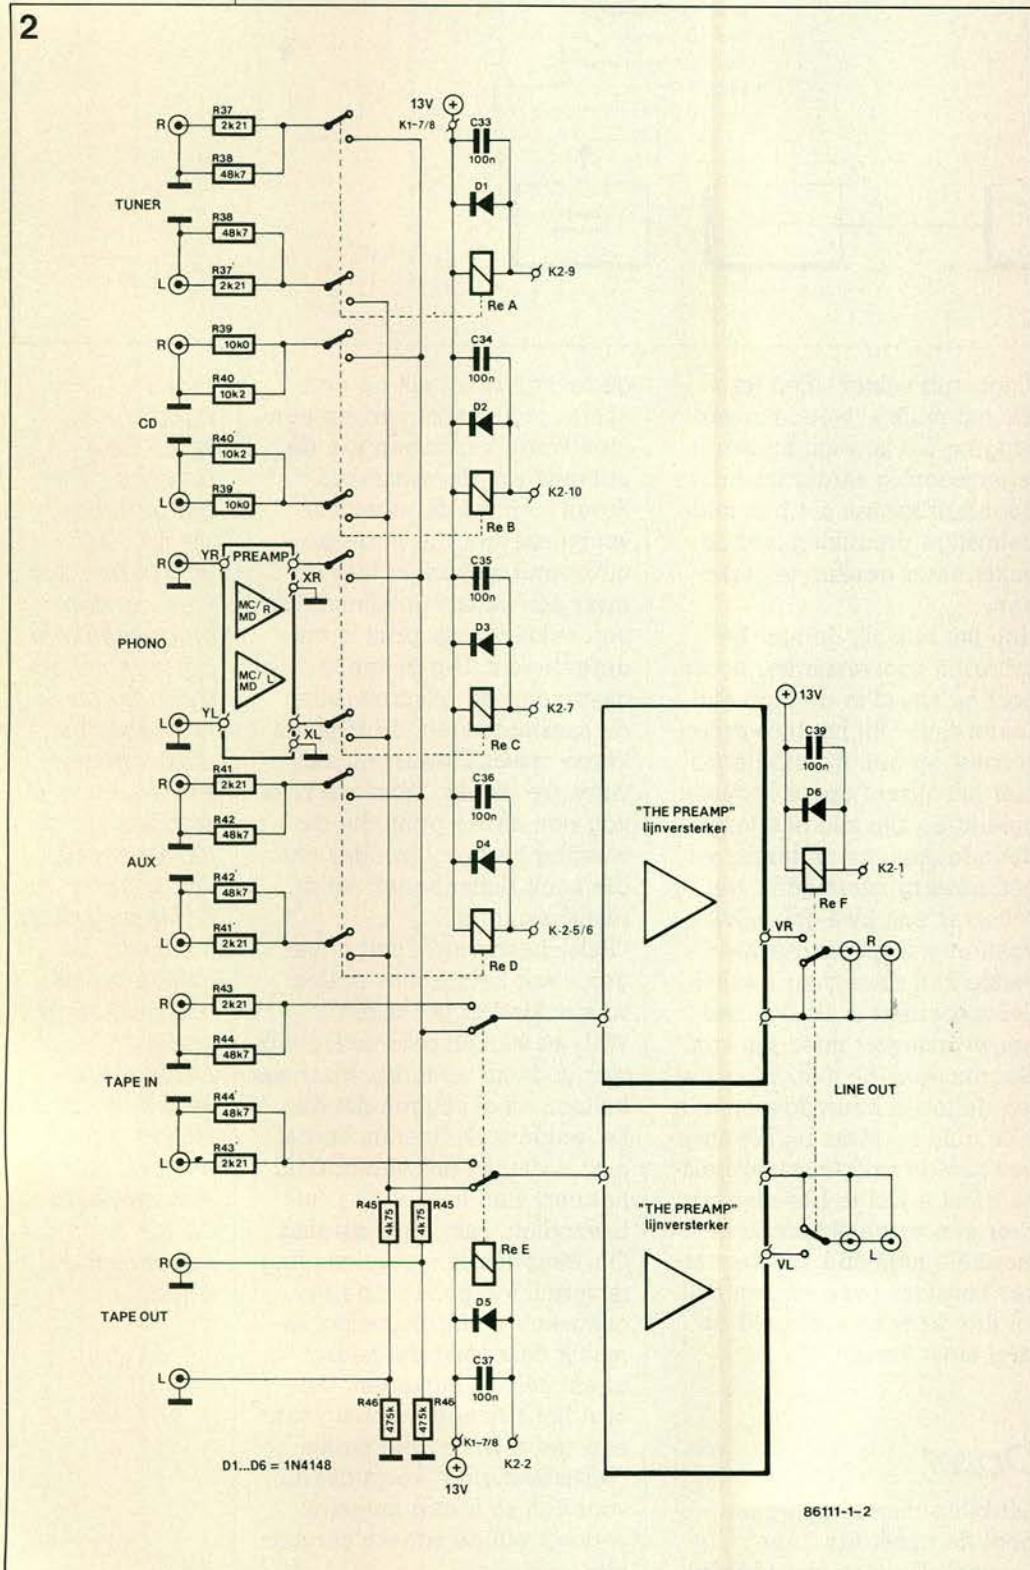 2
13V
K1-7/8
R37
R
2k21
R38
48k7
C33
100n
TUNER
D1
R38'
48k7
R37'
L
2k21
K2-9
Re A
R39
R
10k0
R40
10k2
C34
100n
CD
D2
R40'
10k2
R39'
L
10k0
K2-10
Re B
R
YR
PREAMP
XR
MC/MD R
C35
100n
PHONO
D3
MC/MD L
L
YL
XL
K2-7
Re C
R41
R
2k21
R42
48k7
C36
100n
AUX
D4
R42'
48k7
R41'
L
2k21
K-2-5/6
Re D
"THE PREAMP"
lijnversterker
13V
C39
100n
D6
K2-1
Re F
VR
R
LINE OUT
R43
R
2k21
R44
48k7
TAPE IN
R44'
48k7
R43'
L
2k21
R45'
4k75
R45
4k75
Re E
"THE PREAMP"
lijnversterker
VL
L
R
TAPE OUT
D5
L
C37
100n
R46'
475k
R46
475k
K1-7/8
K2-2
13V
D1...D6 = 1N4148
86111-1-2